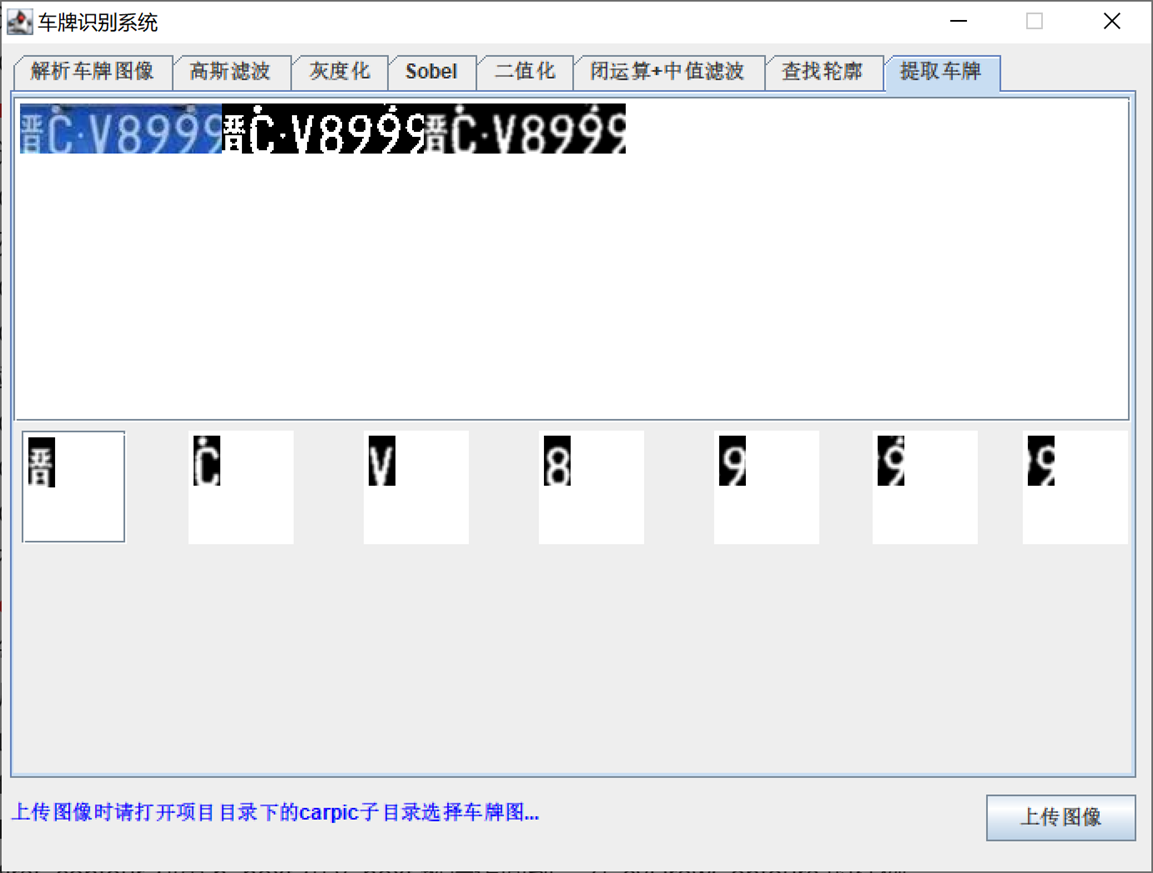 车牌识别系统
解析车牌图像 高斯滤波 灰度化 Sobel 二值化 闭运算+中值滤波 查找轮廓 提取车牌
晋C·V8999 晋C·V8999 晋C·V8999
晋 C V 8 9 9 9
上传图像时请打开项目目录下的carpic子目录选择车牌图...
上传图像